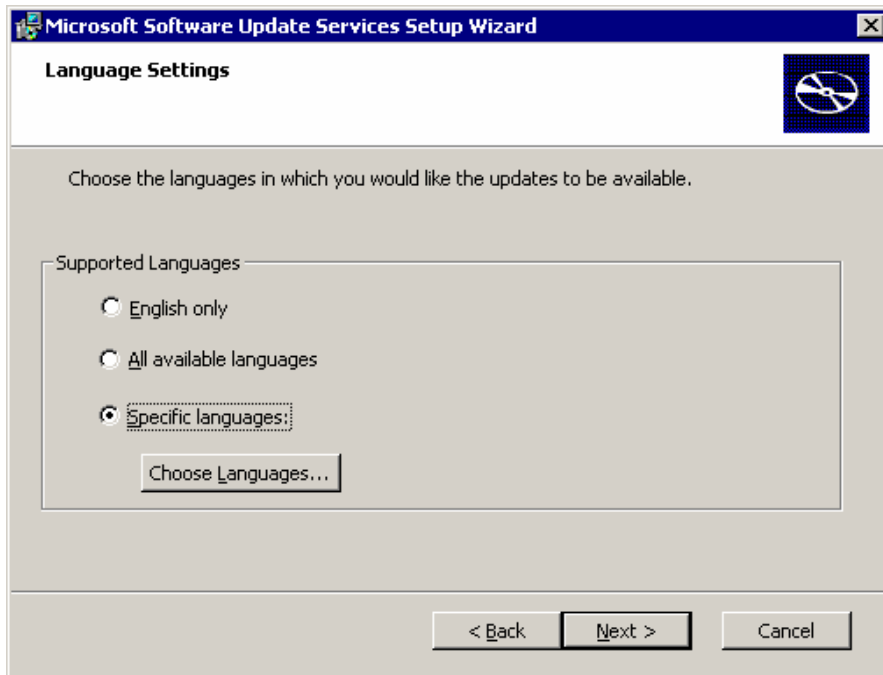 Microsoft Software Update Services Setup Wizard
Language Settings
Choose the languages in which you would like the updates to be available.
Supported Languages
English only
All available languages
Specific languages:
Choose Languages...
< Back
Next >
Cancel